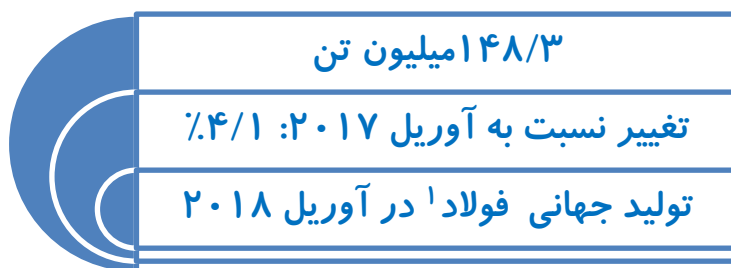 ۱۴۸/۳میلیون تن
تغییر نسبت به آوریل ۲۰۱۷: ۴/۱٪
تولید جهانی فولاد۱ در آوریل ۲۰۱۸